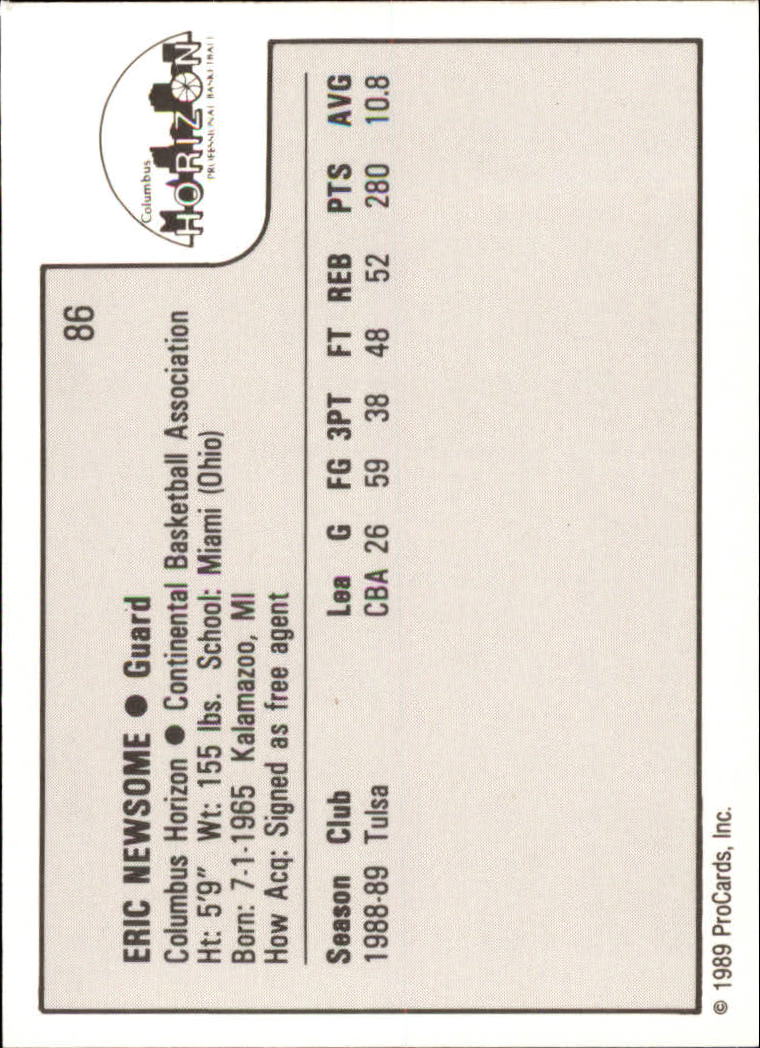 Columbus
HORIZON
PROFESSIONAL BASKETBALL
86
ERIC NEWSOME ● Guard
Columbus Horizon ● Continental Basketball Association
Ht: 5'9" Wt: 155 lbs. School: Miami (Ohio)
Born: 7-1-1965 Kalamazoo, MI
How Acq: Signed as free agent
Season Club Lea G FG 3PT FT REB PTS AVG
1988-89 Tulsa CBA 26 59 38 48 52 280 10.8
© 1989 ProCards, Inc.